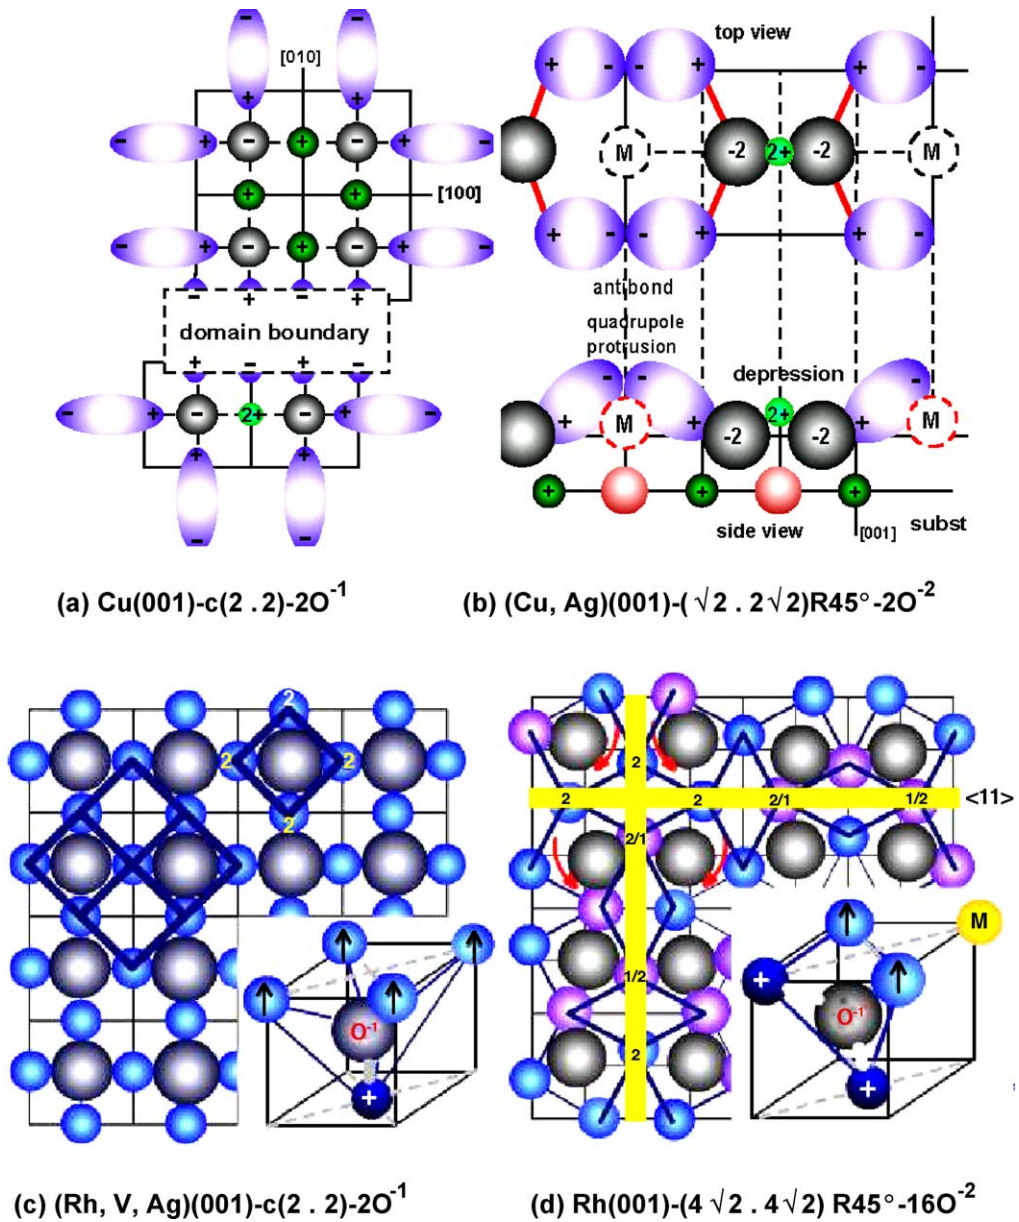 - -
[010]
+ +
- + - + - + -
+ + [100]
- + - + - + -
- + - +
domain boundary
+ - + -
- + - 2+ - + -
+ +
- -
top view
+ - - + + -
M -2 2+ -2 M
+ - - + + -
antibond
quadrupole
protrusion
depression
- - -
+ M + -2 2+ -2 + M
+ + +
side view
[001]
subst
(a) Cu(001)-c(2 . 2)-2O⁻¹
(b) (Cu, Ag)(001)-(√2 . 2√2)R45°-2O⁻²
2
2 2
2
O⁻¹
+
2
2 2 2/1 1/2 <11>
2/1
1/2
2
M
+
O⁻¹
+
(c) (Rh, V, Ag)(001)-c(2 . 2)-2O⁻¹
(d) Rh(001)-(4√2 . 4√2) R45°-16O⁻²